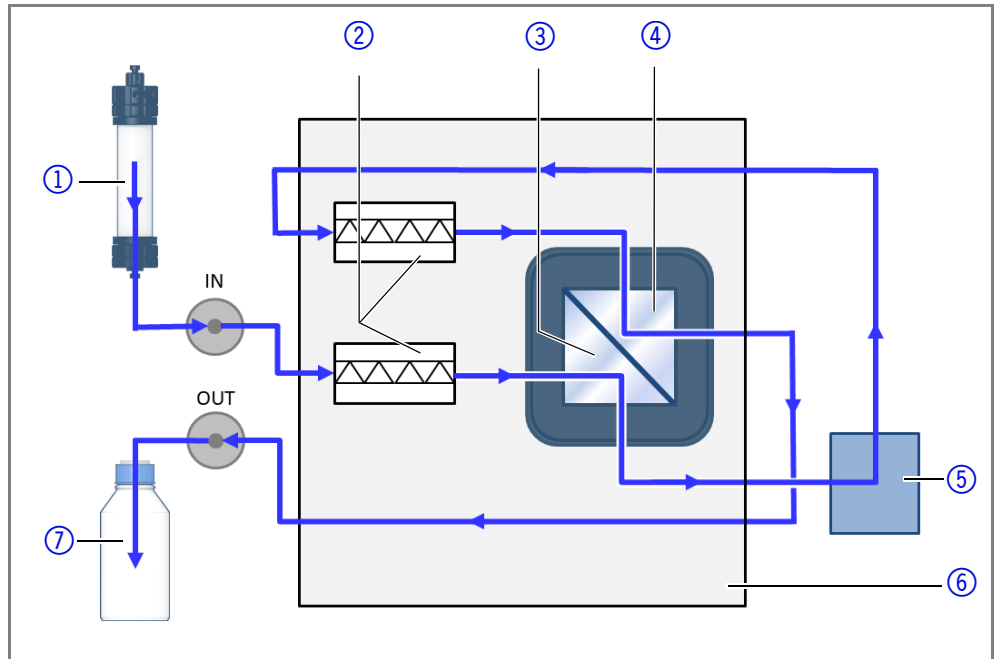 ② ③ ④
①
IN
OUT
⑤
⑦
⑥